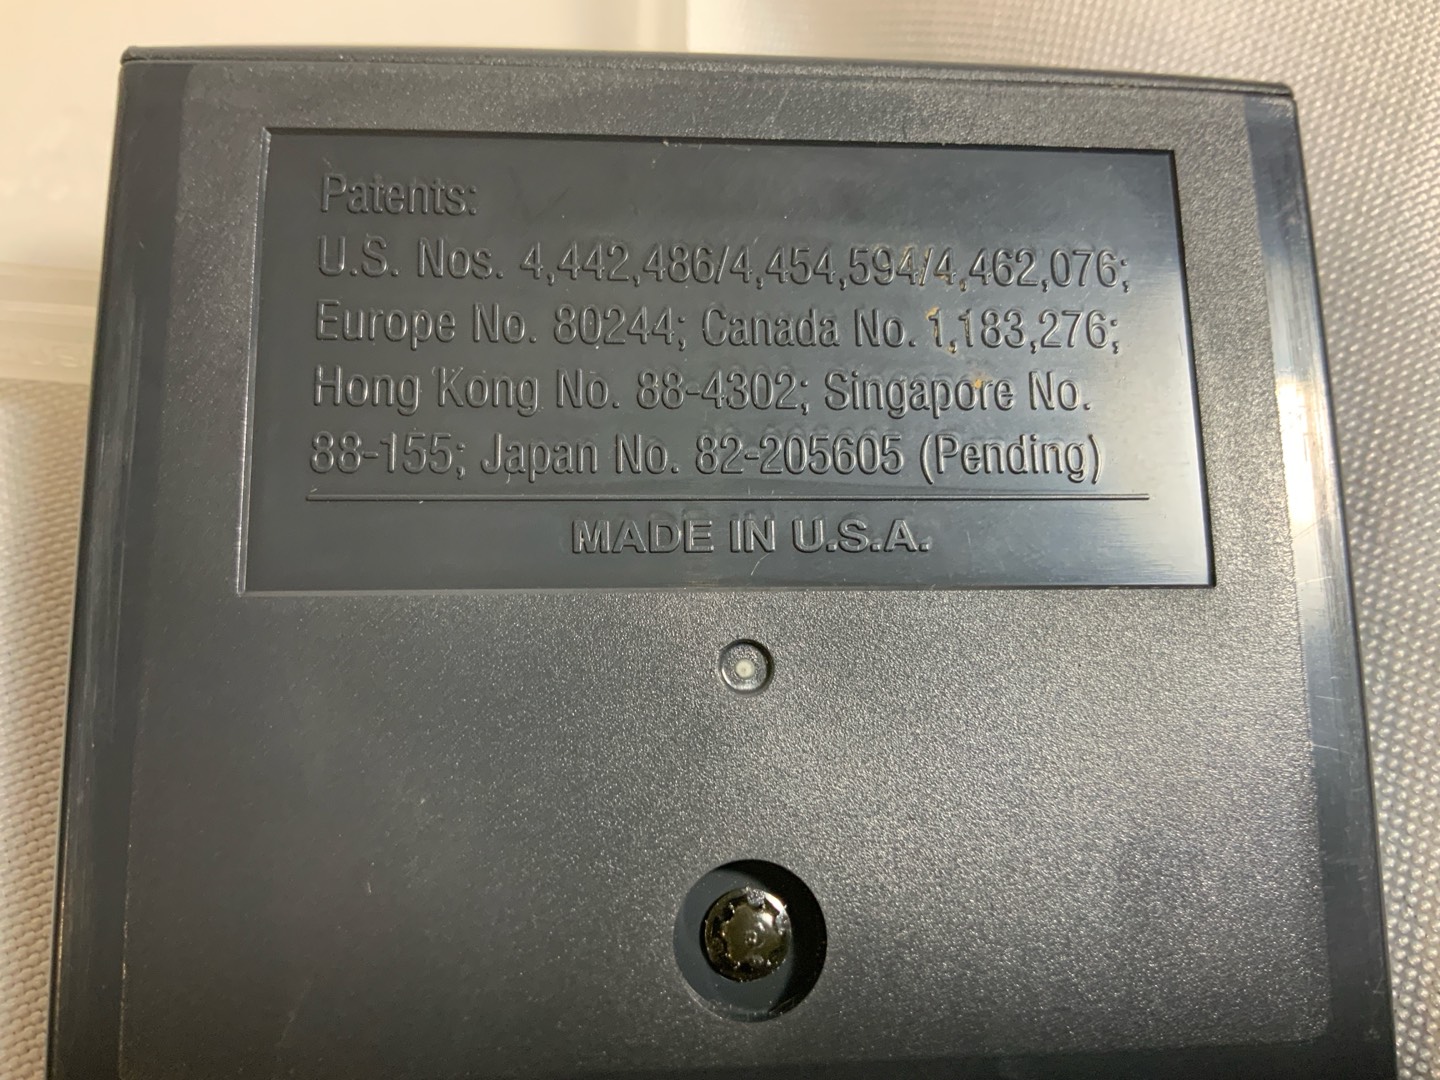 Patents:
U.S. Nos. 4,442,486/4,454,594/4,462,076;
Europe No. 80244; Canada No. 1,183,276;
Hong Kong No. 88-4302; Singapore No.
88-155; Japan No. 82-205605 (Pending)
MADE IN U.S.A.